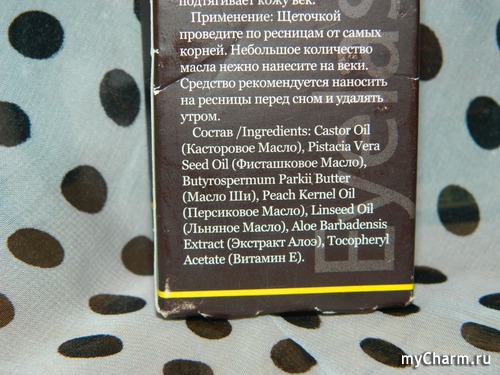 подтягивает кожу век.
Применение: Щеточкой
проведите по ресницам от самых
корней. Небольшое количество
масла нежно нанесите на веки.
Средство рекомендуется наносить
на ресницы перед сном и удалять
утром.
Состав /Ingredients: Castor Oil
(Касторовое Масло), Pistacia Vera
Seed Oil (Фисташковое Масло),
Butyrospermum Parkii Butter
(Масло Ши), Peach Kernel Oil
(Персиковое Масло), Linseed Oil
(Льняное Масло), Aloe Barbadensis
Extract (Экстракт Алоэ), Tocopheryl
Acetate (Витамин Е).
Eyelas
myCharm.ru